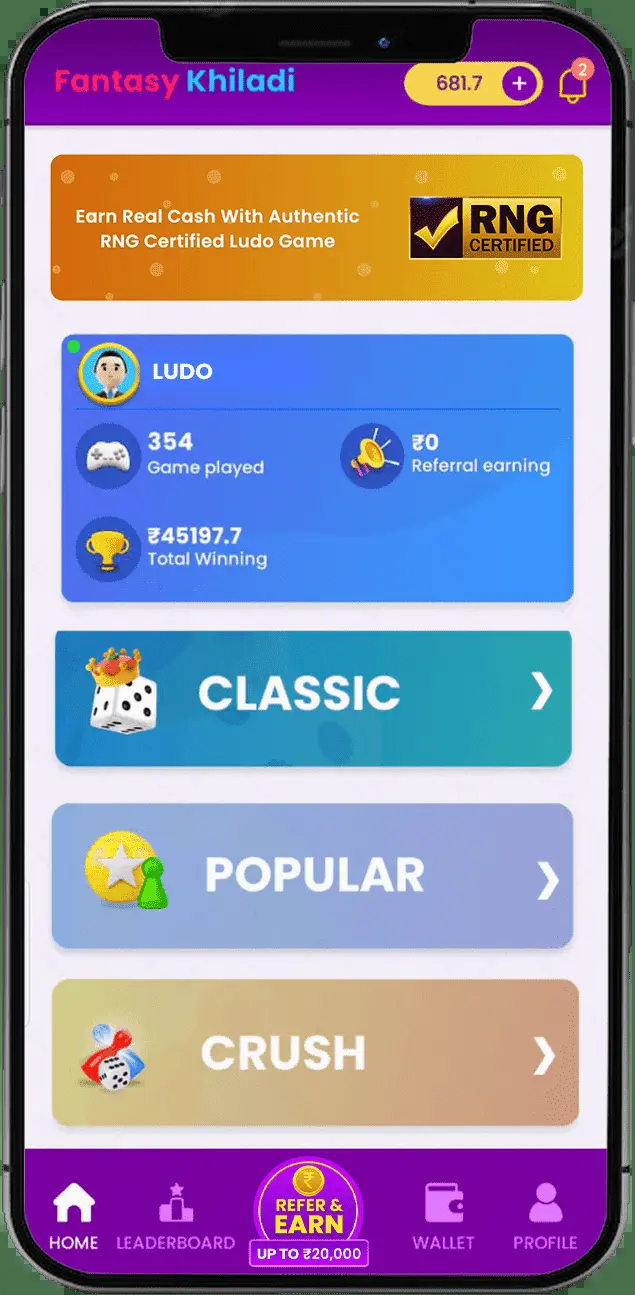 Fantasy Khiladi
681.7 +
2
Earn Real Cash With Authentic
RNG Certified Ludo Game
RNG
CERTIFIED
LUDO
354
Game played
₹0
Referral earning
₹45197.7
Total Winning
CLASSIC
POPULAR
CRUSH
HOME
LEADERBOARD
₹
REFER &
EARN
UP TO ₹20,000
WALLET
PROFILE